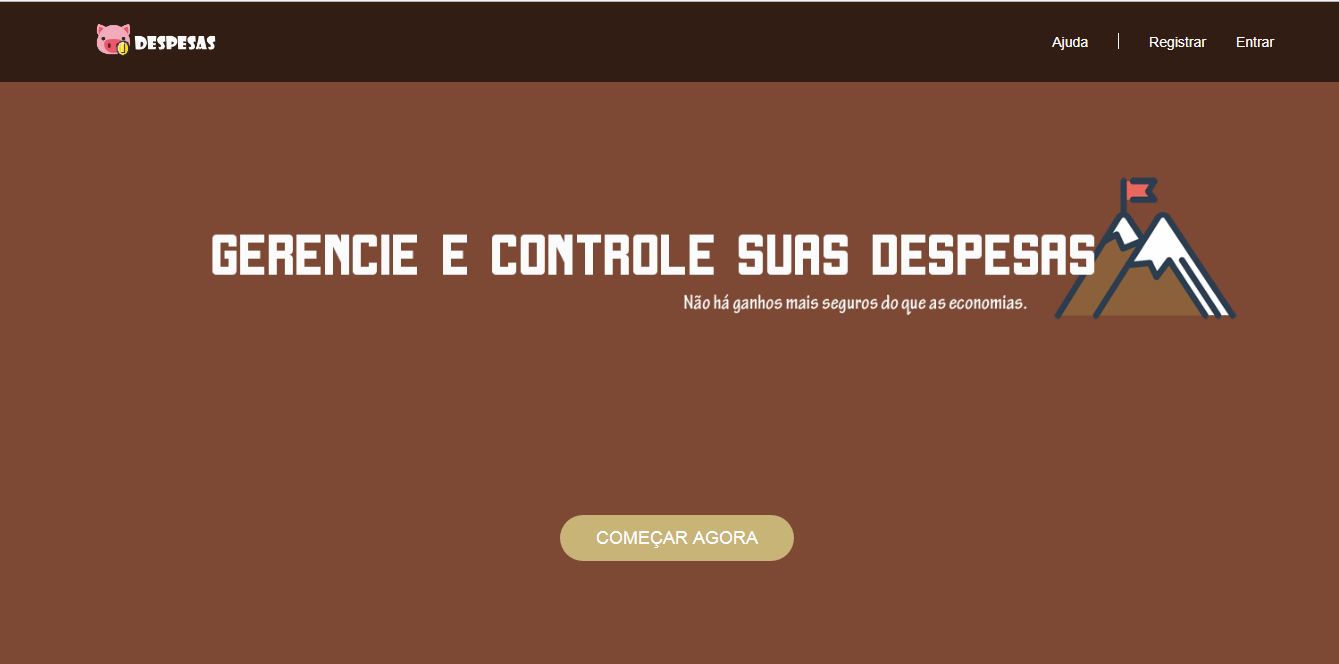 DESPESAS
Ajuda
Registrar
Entrar
GERENCIE E CONTROLE SUAS DESPESAS
Não há ganhos mais seguros do que as economias.
COMEÇAR AGORA